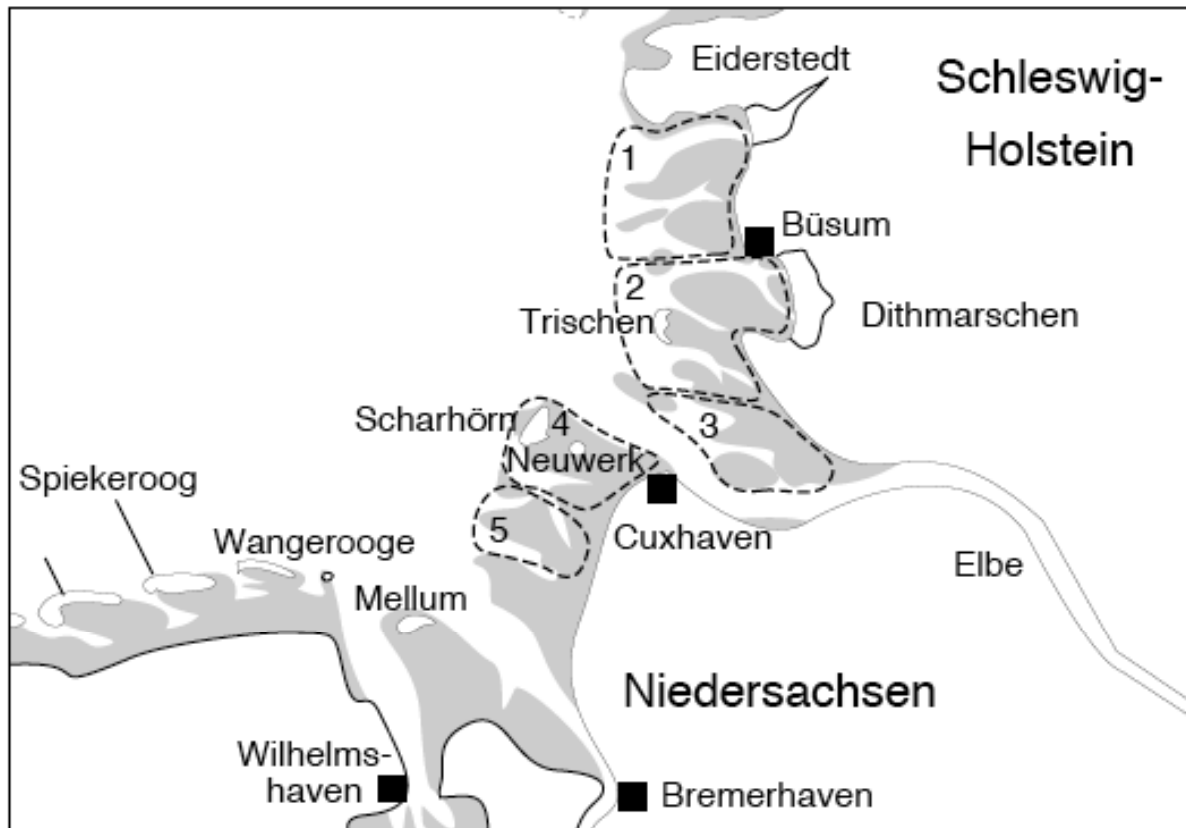 Eiderstedt
Schleswig-
Holstein
1
Büsum
2
Trischen
Dithmarschen
Scharhörn
4
3
Neuwerk
Spiekeroog
5
Cuxhaven
Wangerooge
Elbe
Mellum
Niedersachsen
Wilhelms-
haven
Bremerhaven